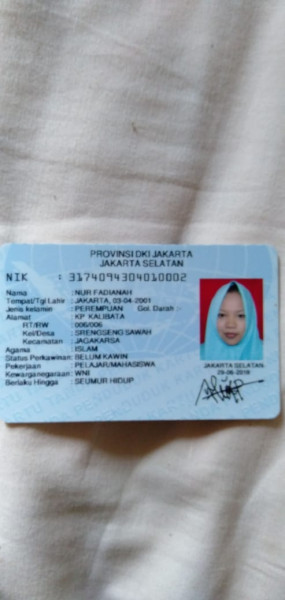 PROVINSI DKI JAKARTA
JAKARTA SELATAN
NIK : 3174094304010002
Nama : NUR FADIANAH
Tempat/Tgl Lahir : JAKARTA, 03-04-2001
Jenis kelamin : PEREMPUAN Gol. Darah :
Alamat : KP KALIBATA
RT/RW : 006/006
Kel/Desa : SRENGSENG SAWAH
Kecamatan : JAGAKARSA
Agama : ISLAM
Status Perkawinan: BELUM KAWIN
Pekerjaan : PELAJAR/MAHASISWA
Kewarganegaraan: WNI
Berlaku Hingga : SEUMUR HIDUP
JAKARTA SELATAN
29-06-2019